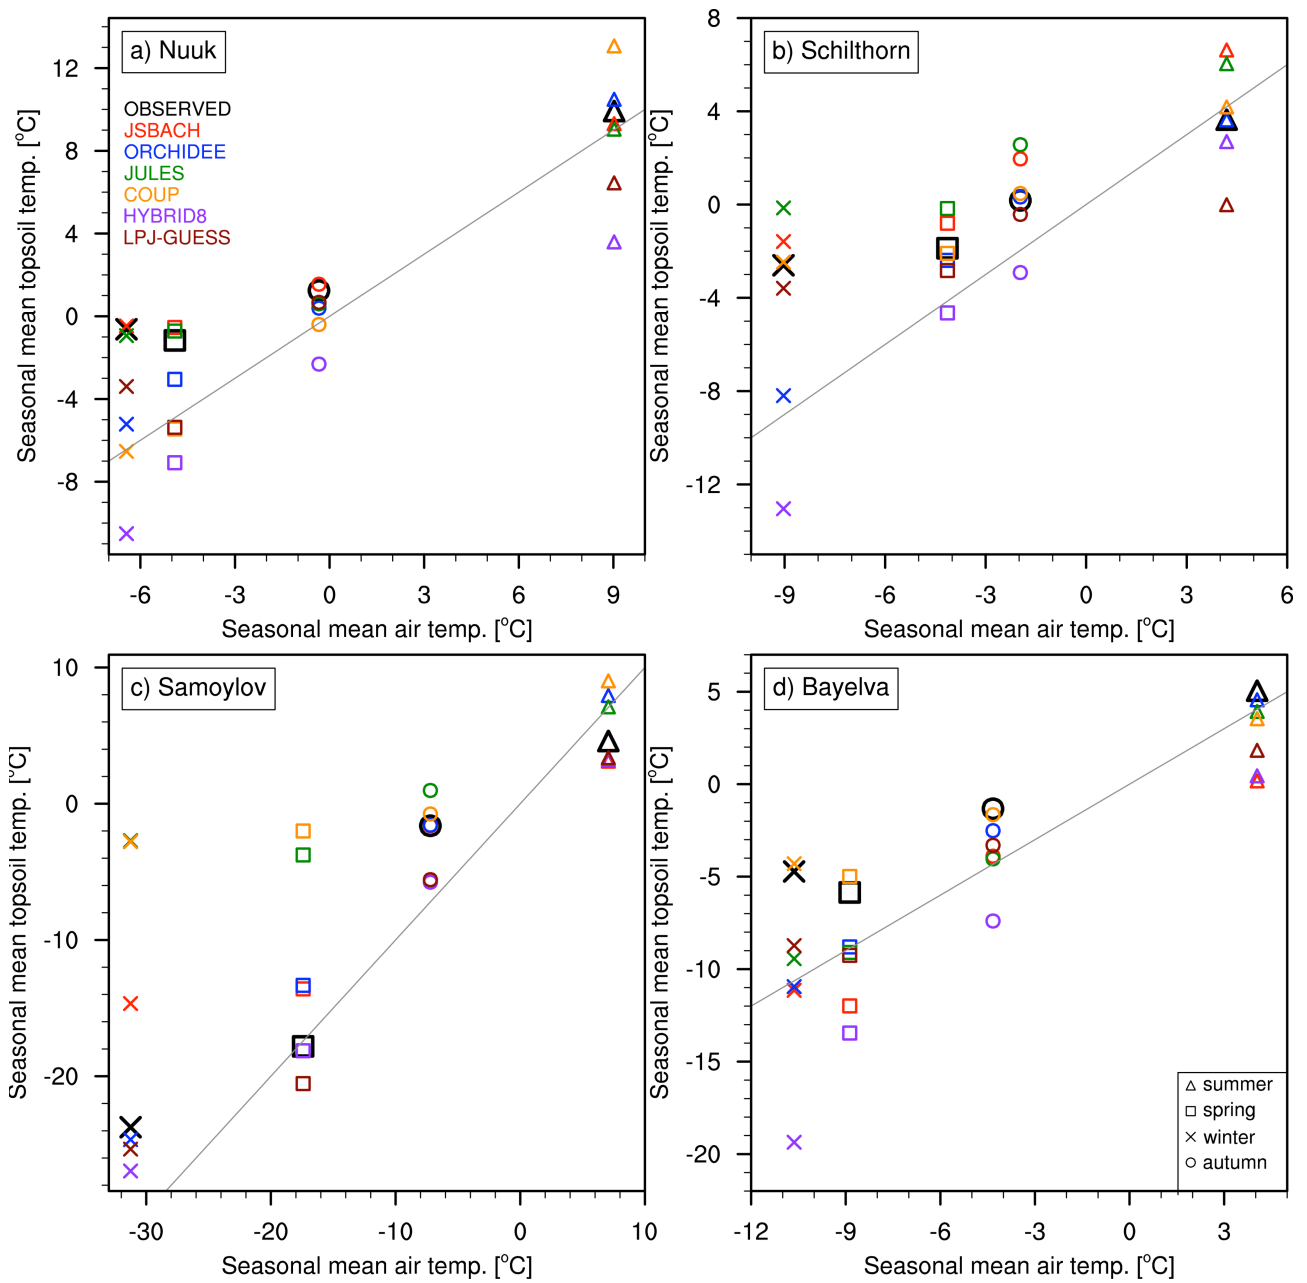 a) Nuuk
OBSERVED
JSBACH
ORCHIDEE
JULES
COUP
HYBRID8
LPJ-GUESS
12
8
4
0
-4
-8
Seasonal mean topsoil temp. [°C]
-6 -3 0 3 6 9
Seasonal mean air temp. [°C]
b) Schilthorn
8
4
0
-4
-8
-12
Seasonal mean topsoil temp. [°C]
-9 -6 -3 0 3 6
Seasonal mean air temp. [°C]
c) Samoylov
10
0
-10
-20
Seasonal mean topsoil temp. [°C]
-30 -20 -10 0 10
Seasonal mean air temp. [°C]
d) Bayelva
5
0
-5
-10
-15
-20
Seasonal mean topsoil temp. [°C]
summer
spring
winter
autumn
-12 -9 -6 -3 0 3
Seasonal mean air temp. [°C]